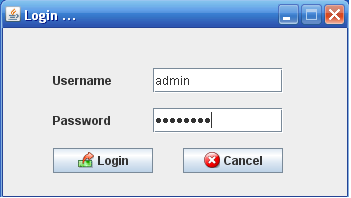 Login ...
Username admin
Password ●●●●●●●●
Login Cancel